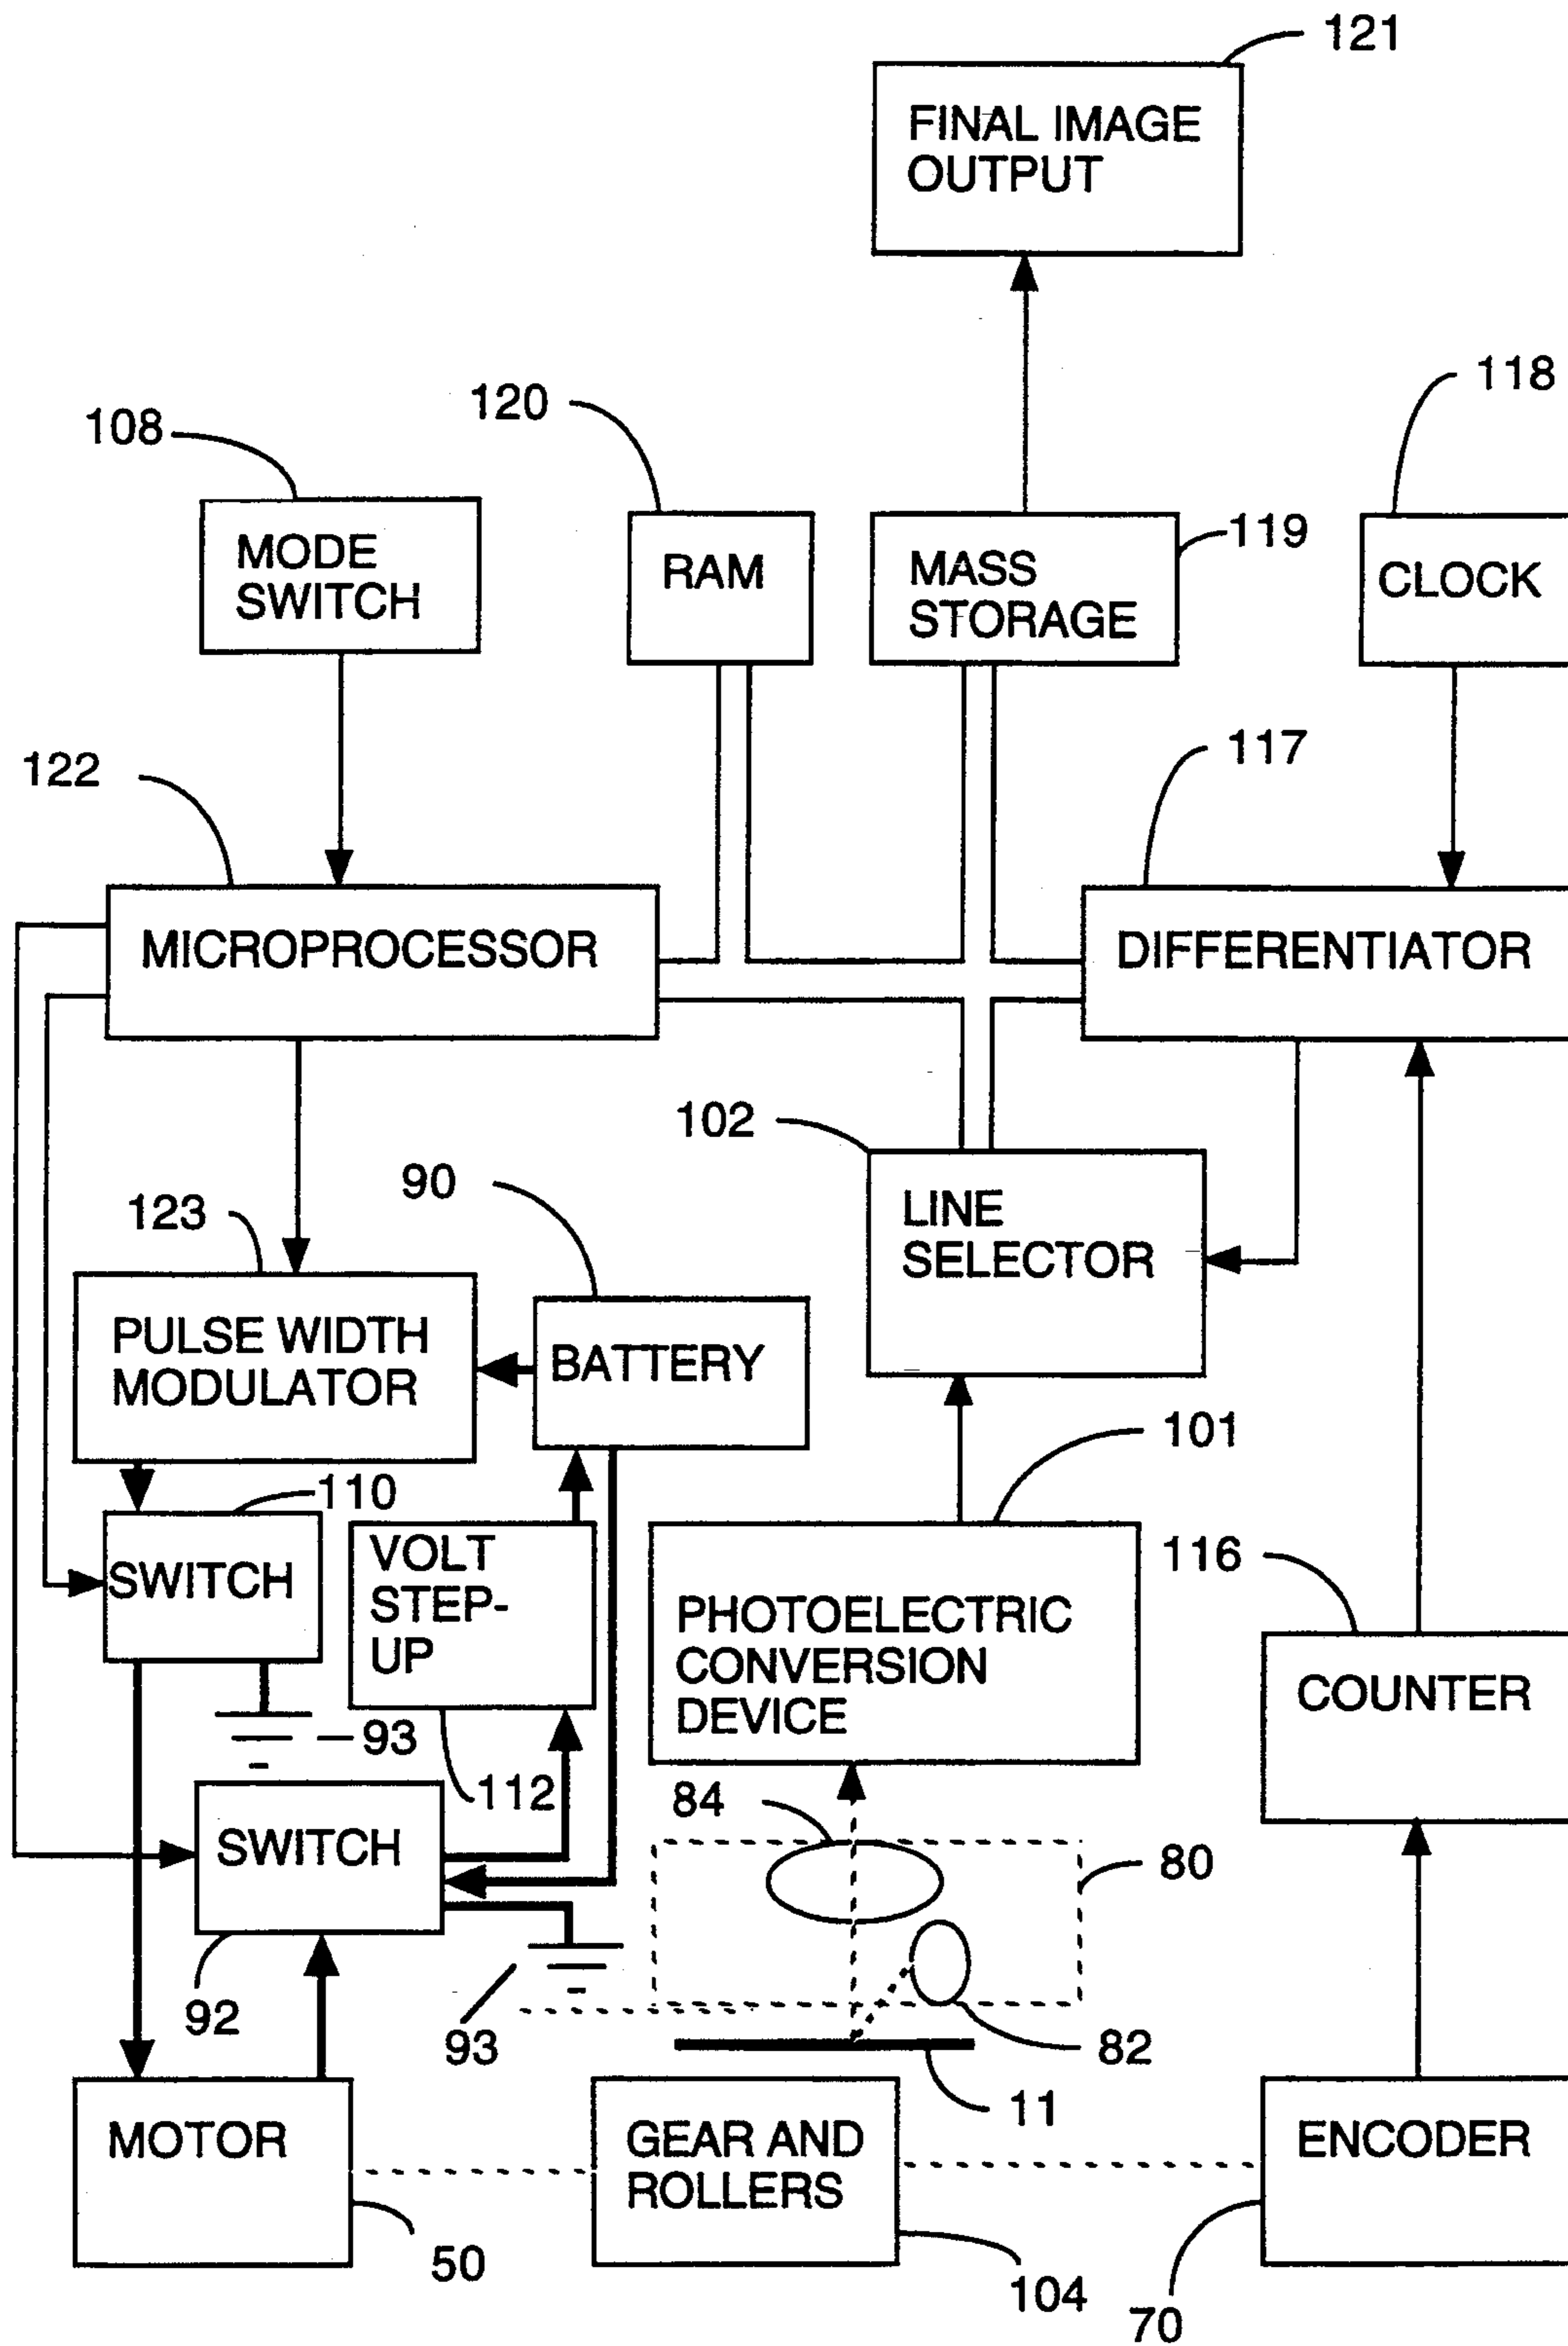 121
FINAL IMAGE
OUTPUT
118
120
108
119
MODE
SWITCH
RAM
MASS
STORAGE
CLOCK
117
122
MICROPROCESSOR
DIFFERENTIATOR
102
90
123
LINE
SELECTOR
PULSE WIDTH
MODULATOR
BATTERY
101
110
116
SWITCH
VOLT
STEP-
UP
PHOTOELECTRIC
CONVERSION
DEVICE
COUNTER
93
112
84
SWITCH
80
92
93
82
11
MOTOR
GEAR AND
ROLLERS
ENCODER
50
104
70